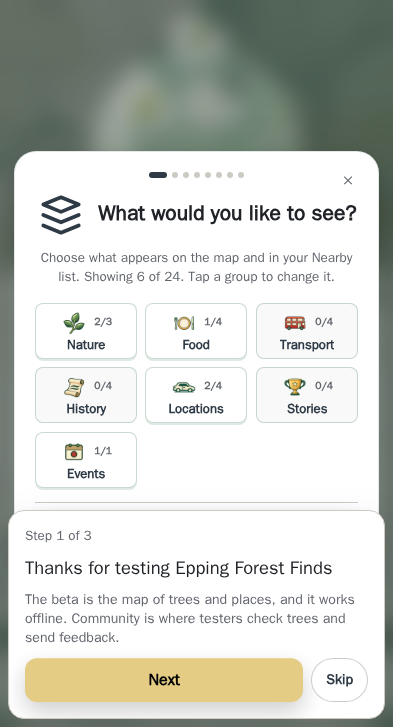 What would you like to see?
Choose what appears on the map and in your Nearby
list. Showing 6 of 24. Tap a group to change it.
2/3
Nature
1/4
Food
0/4
Transport
0/4
History
2/4
Locations
0/4
Stories
1/1
Events
Step 1 of 3
Thanks for testing Epping Forest Finds
The beta is the map of trees and places, and it works
offline. Community is where testers check trees and
send feedback.
Next
Skip